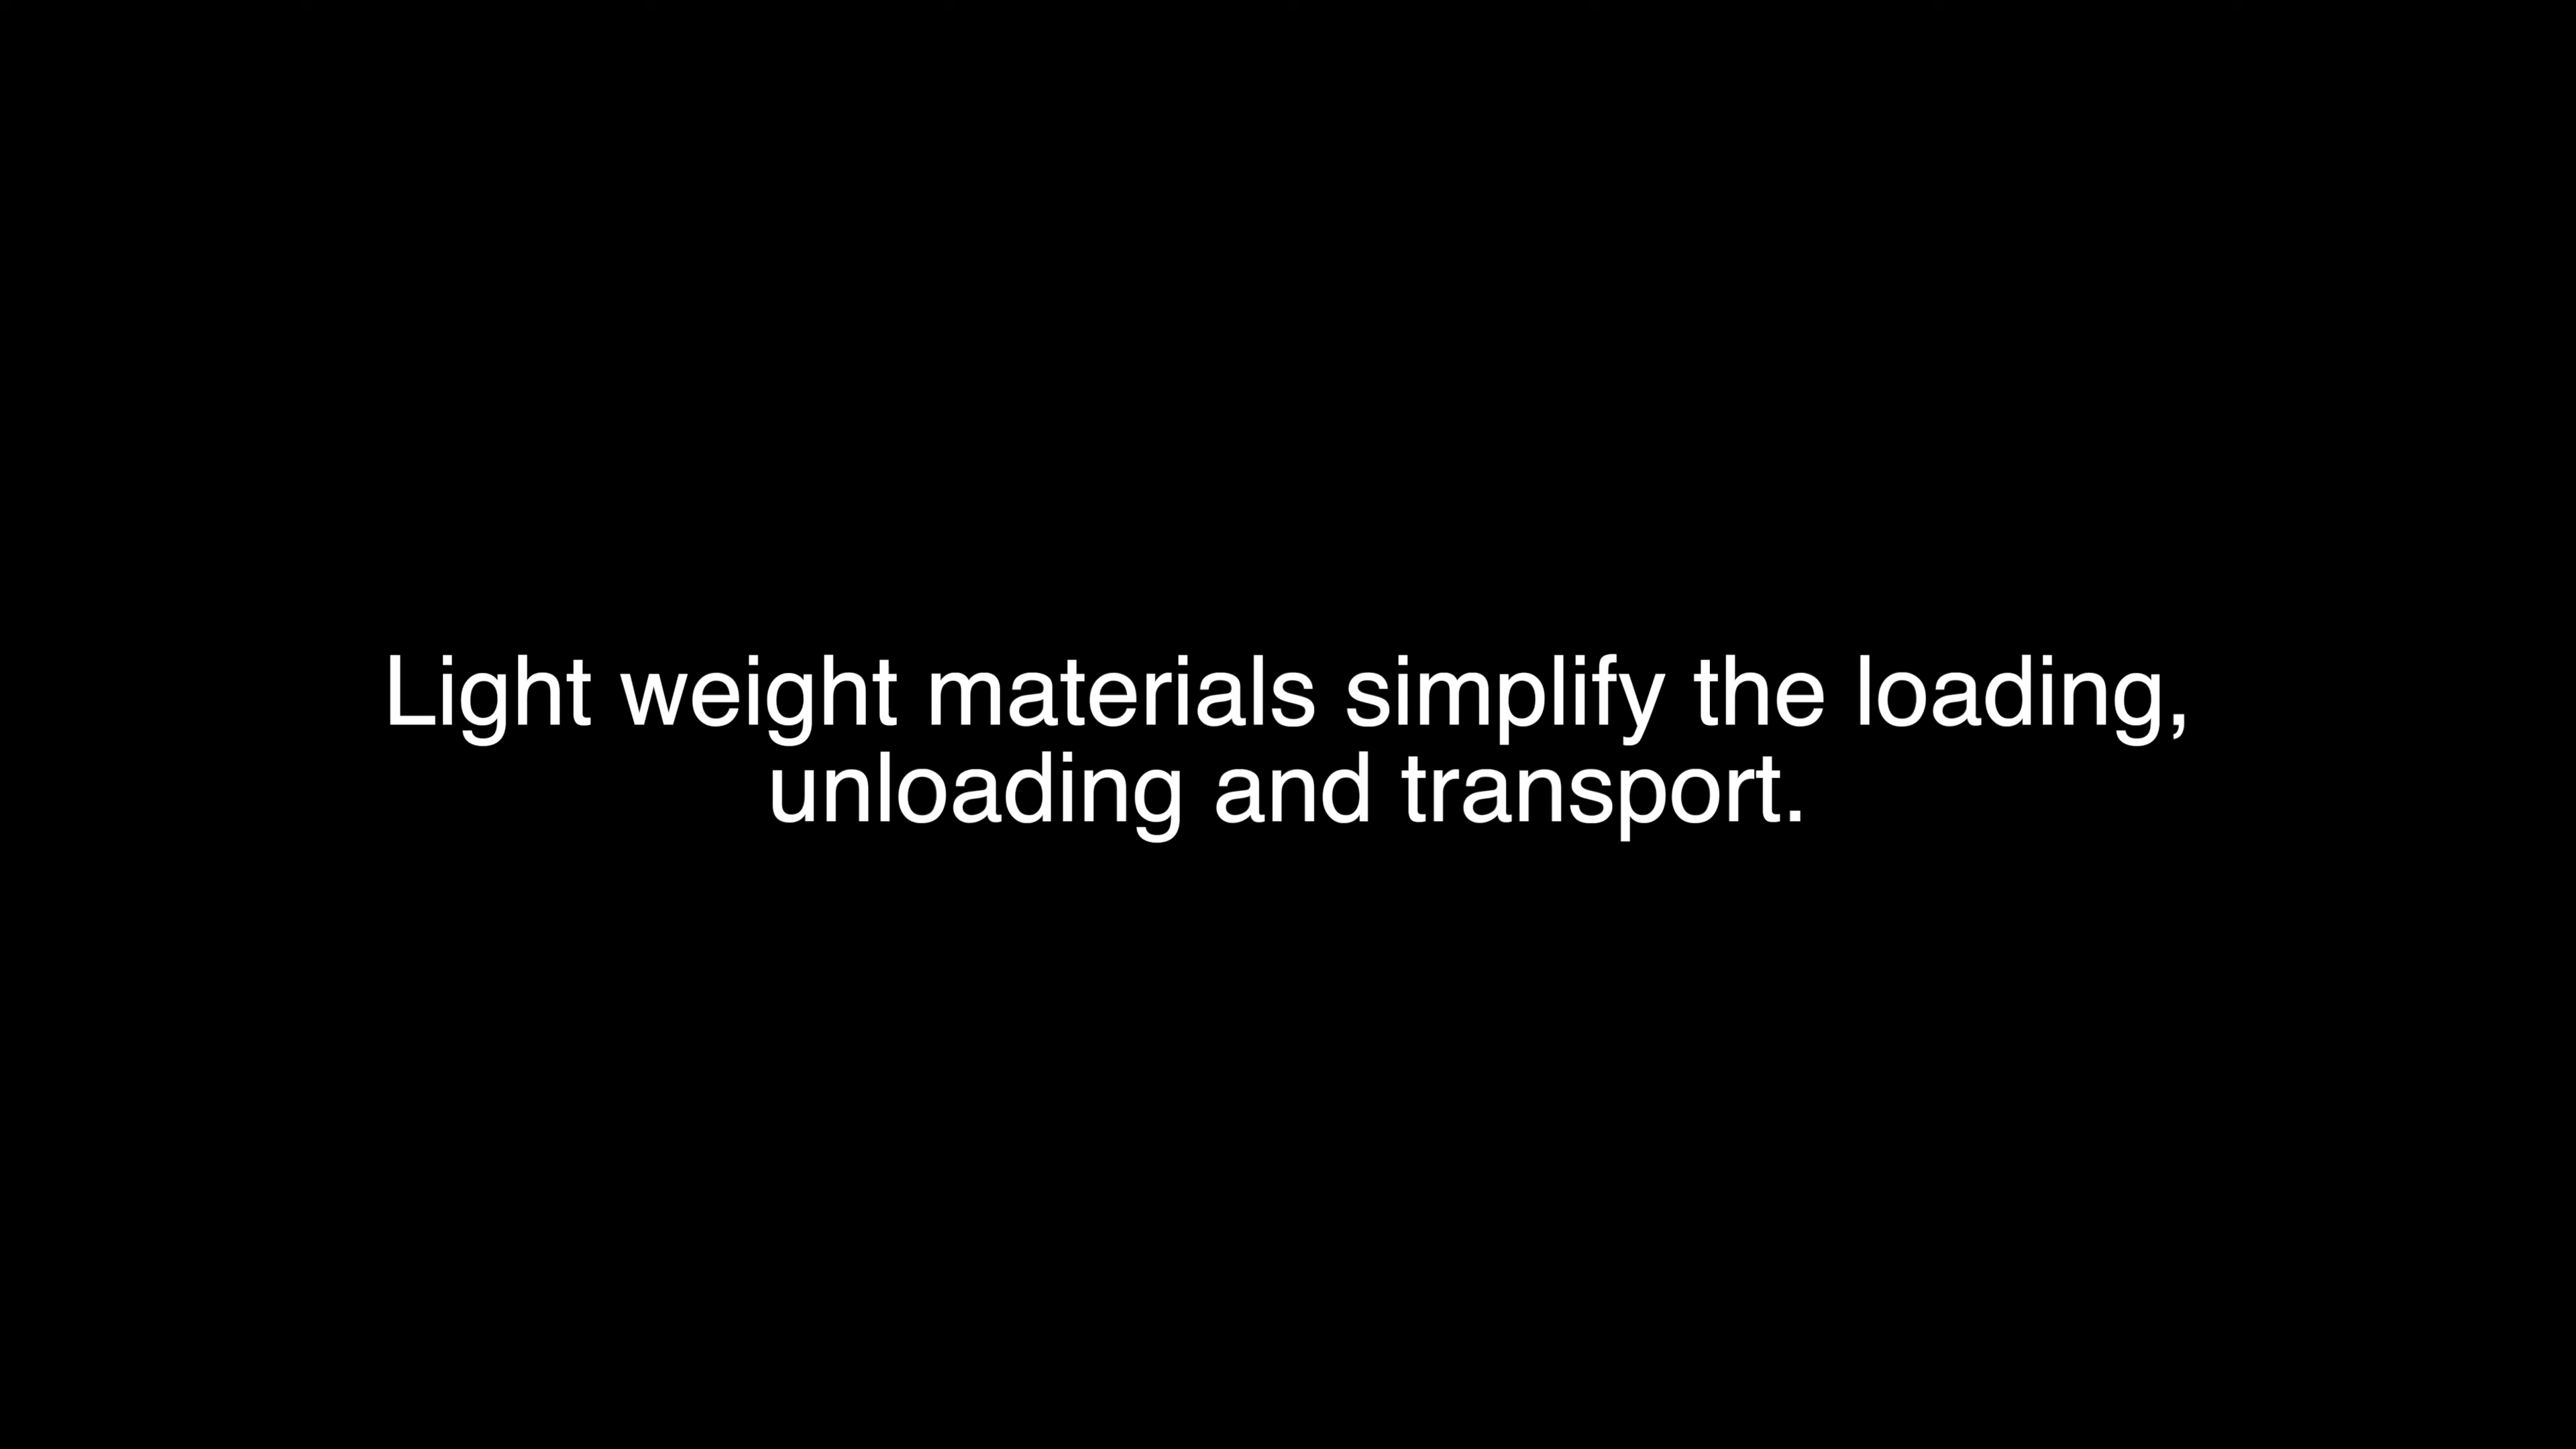 Light weight materials simplify the loading,
unloading and transport.